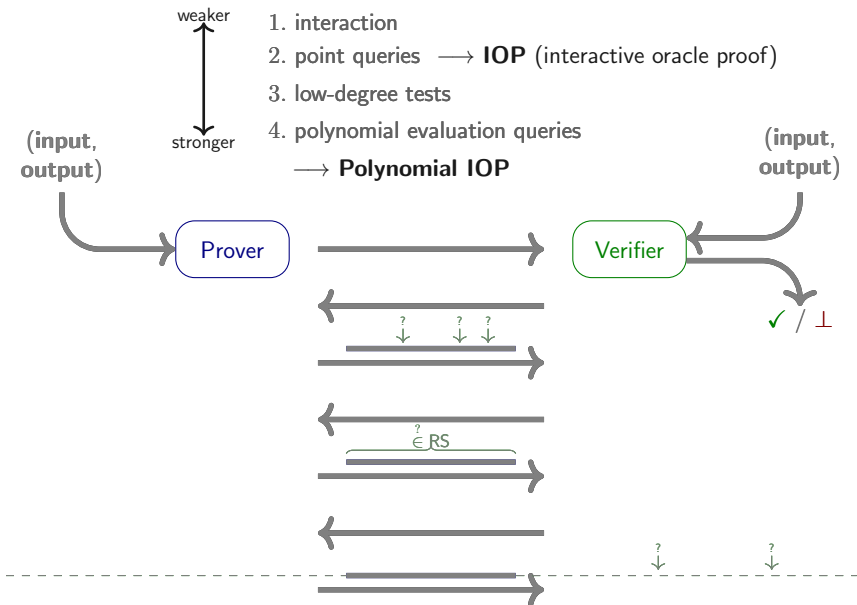 weaker
stronger
1. interaction
2. point queries ⟶ IOP (interactive oracle proof)
3. low-degree tests
4. polynomial evaluation queries
⟶ Polynomial IOP
(input,
output)
(input,
output)
Prover
Verifier
✓ / ⊥
? ? ?
?
∈ RS
? ?